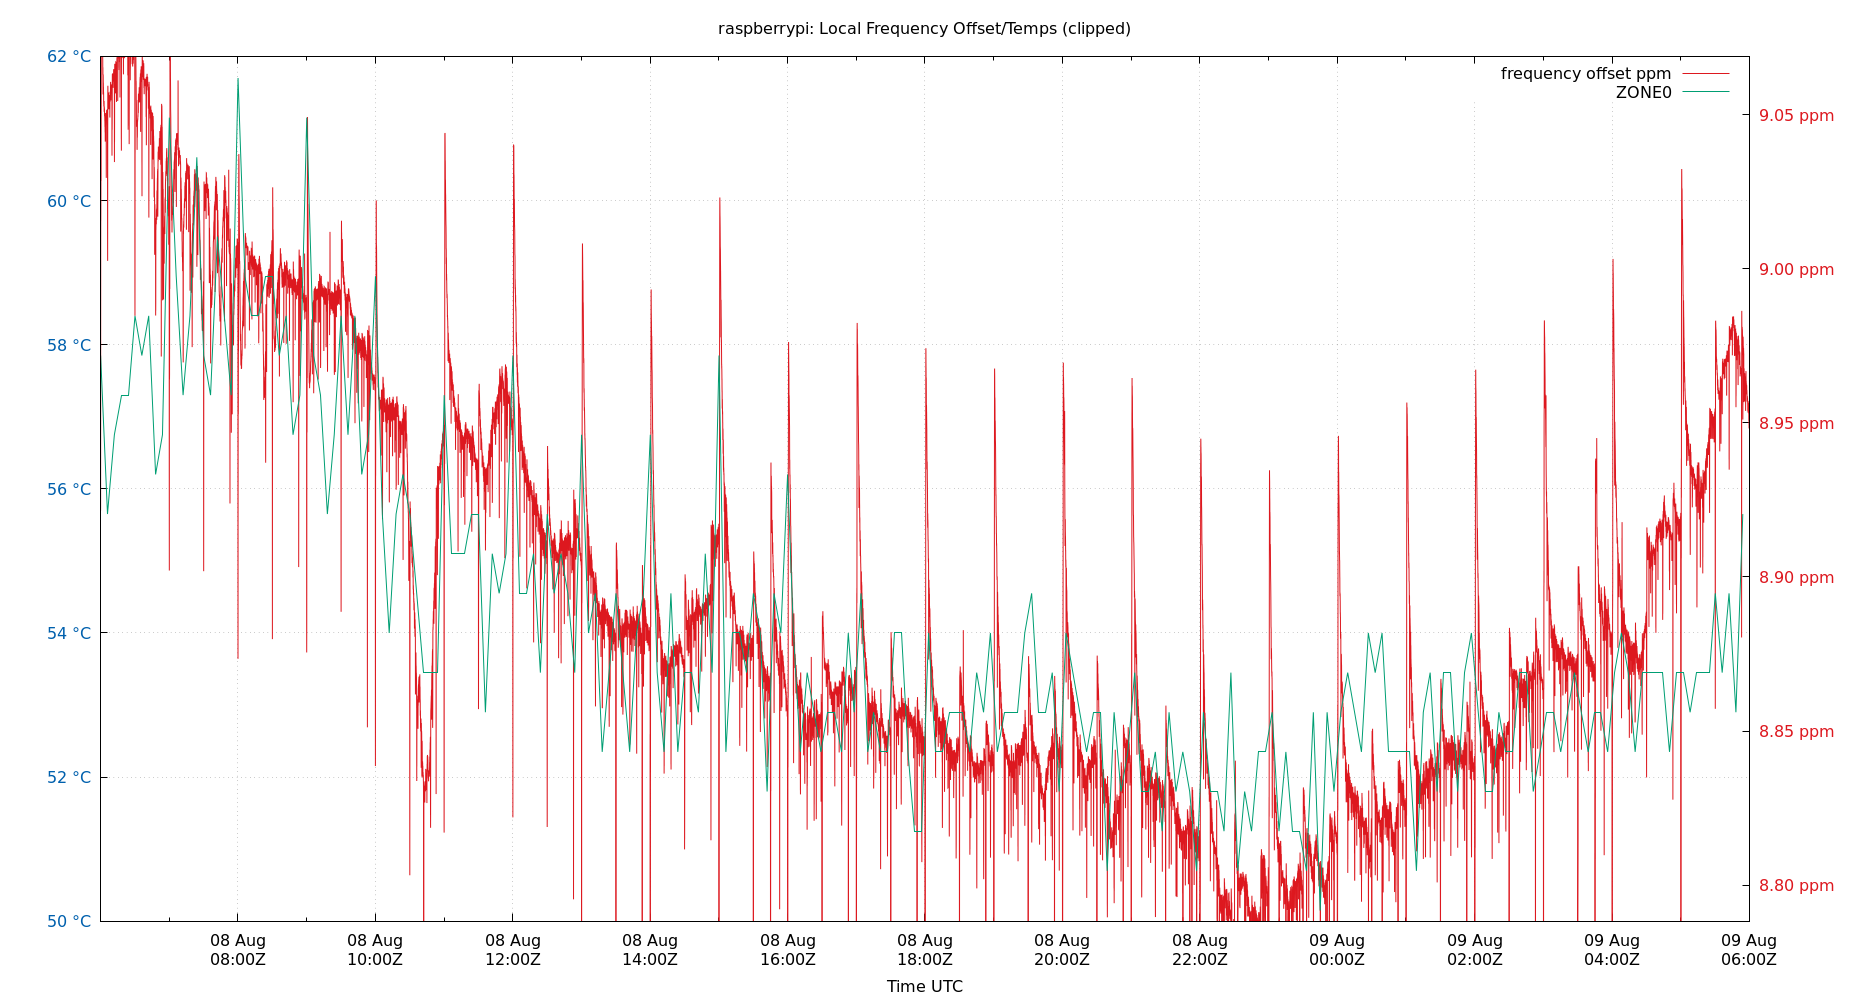 raspberrypi: Local Frequency Offset/Temps (clipped)
frequency offset ppm
ZONE0
62 °C
60 °C
58 °C
56 °C
54 °C
52 °C
50 °C
9.05 ppm
9.00 ppm
8.95 ppm
8.90 ppm
8.85 ppm
8.80 ppm
08 Aug
08:00Z
08 Aug
10:00Z
08 Aug
12:00Z
08 Aug
14:00Z
08 Aug
16:00Z
08 Aug
18:00Z
08 Aug
20:00Z
08 Aug
22:00Z
09 Aug
00:00Z
09 Aug
02:00Z
09 Aug
04:00Z
09 Aug
06:00Z
Time UTC